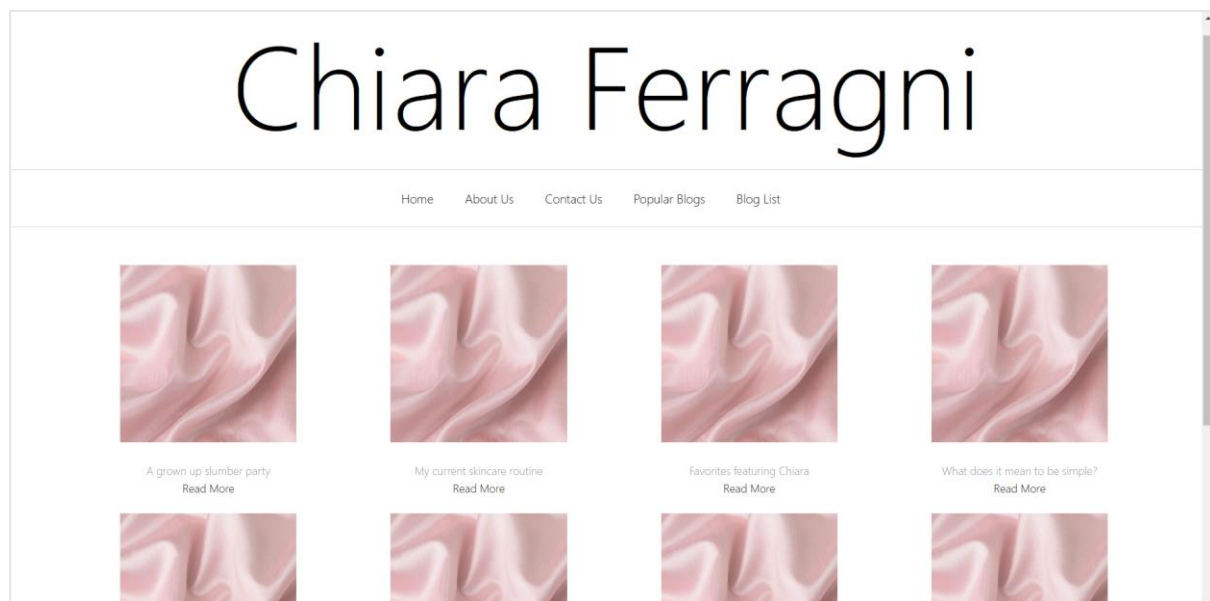 Chiara Ferragni
Home About Us Contact Us Popular Blogs Blog List
A grown up slumber party My current skincare routine Favorites featuring Chiara What does it mean to be simple?
Read More Read More Read More Read More